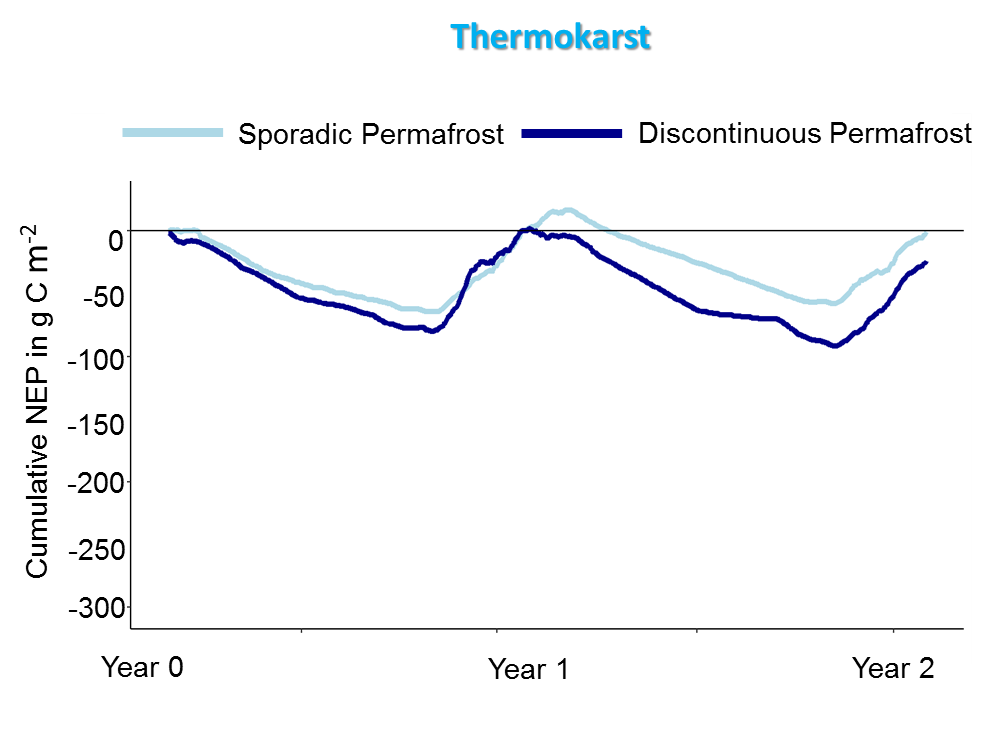 Thermokarst
Sporadic Permafrost
Discontinuous Permafrost
Cumulative NEP in g C m-2
0
-50
-100
-150
-200
-250
-300
Year 0
Year 1
Year 2